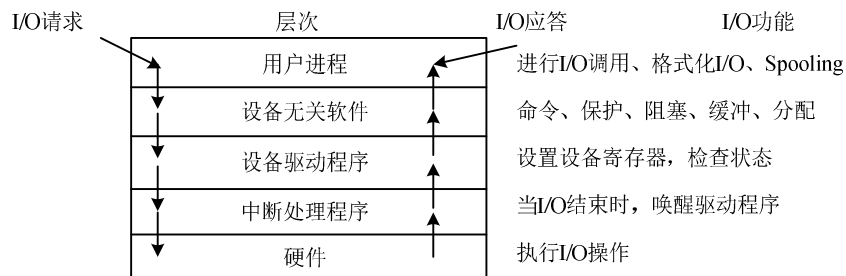 I/O请求 层次 I/O应答 I/O功能
用户进程 进行I/O调用、格式化I/O、Spooling
设备无关软件 命令、保护、阻塞、缓冲、分配
设备驱动程序 设置设备寄存器，检查状态
中断处理程序 当I/O结束时，唤醒驱动程序
硬件 执行I/O操作